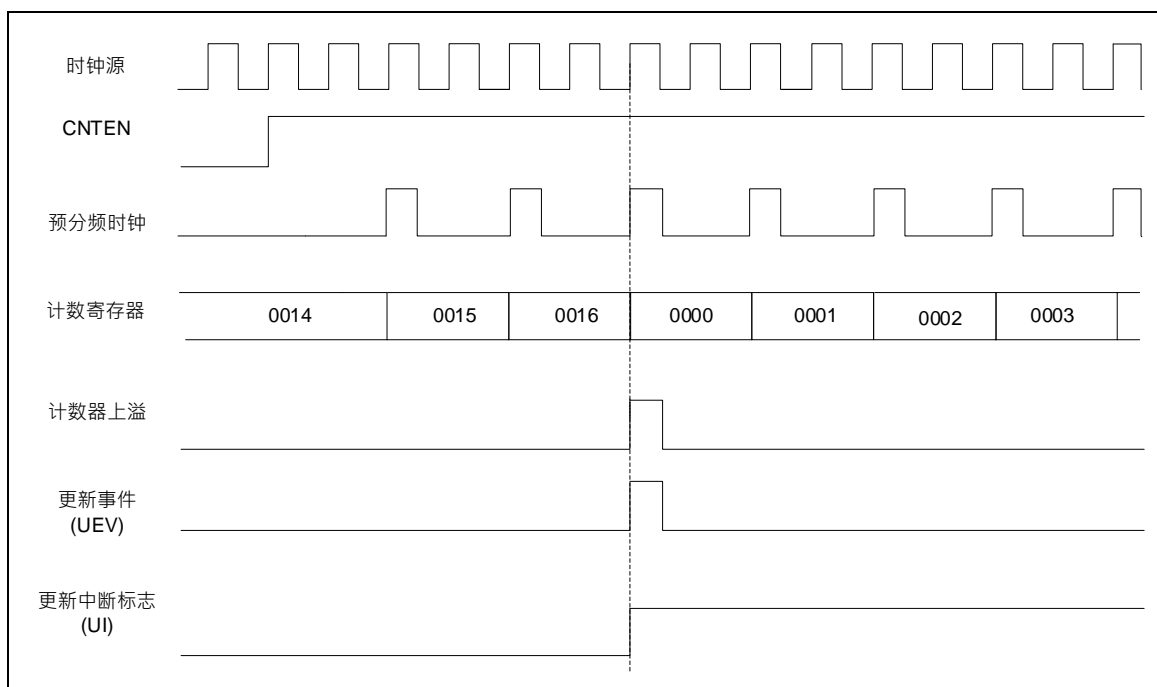 时钟源
CNTEN
预分频时钟
计数寄存器
0014 0015 0016 0000 0001 0002 0003
计数器上溢
更新事件
(UEV)
更新中断标志
(UI)